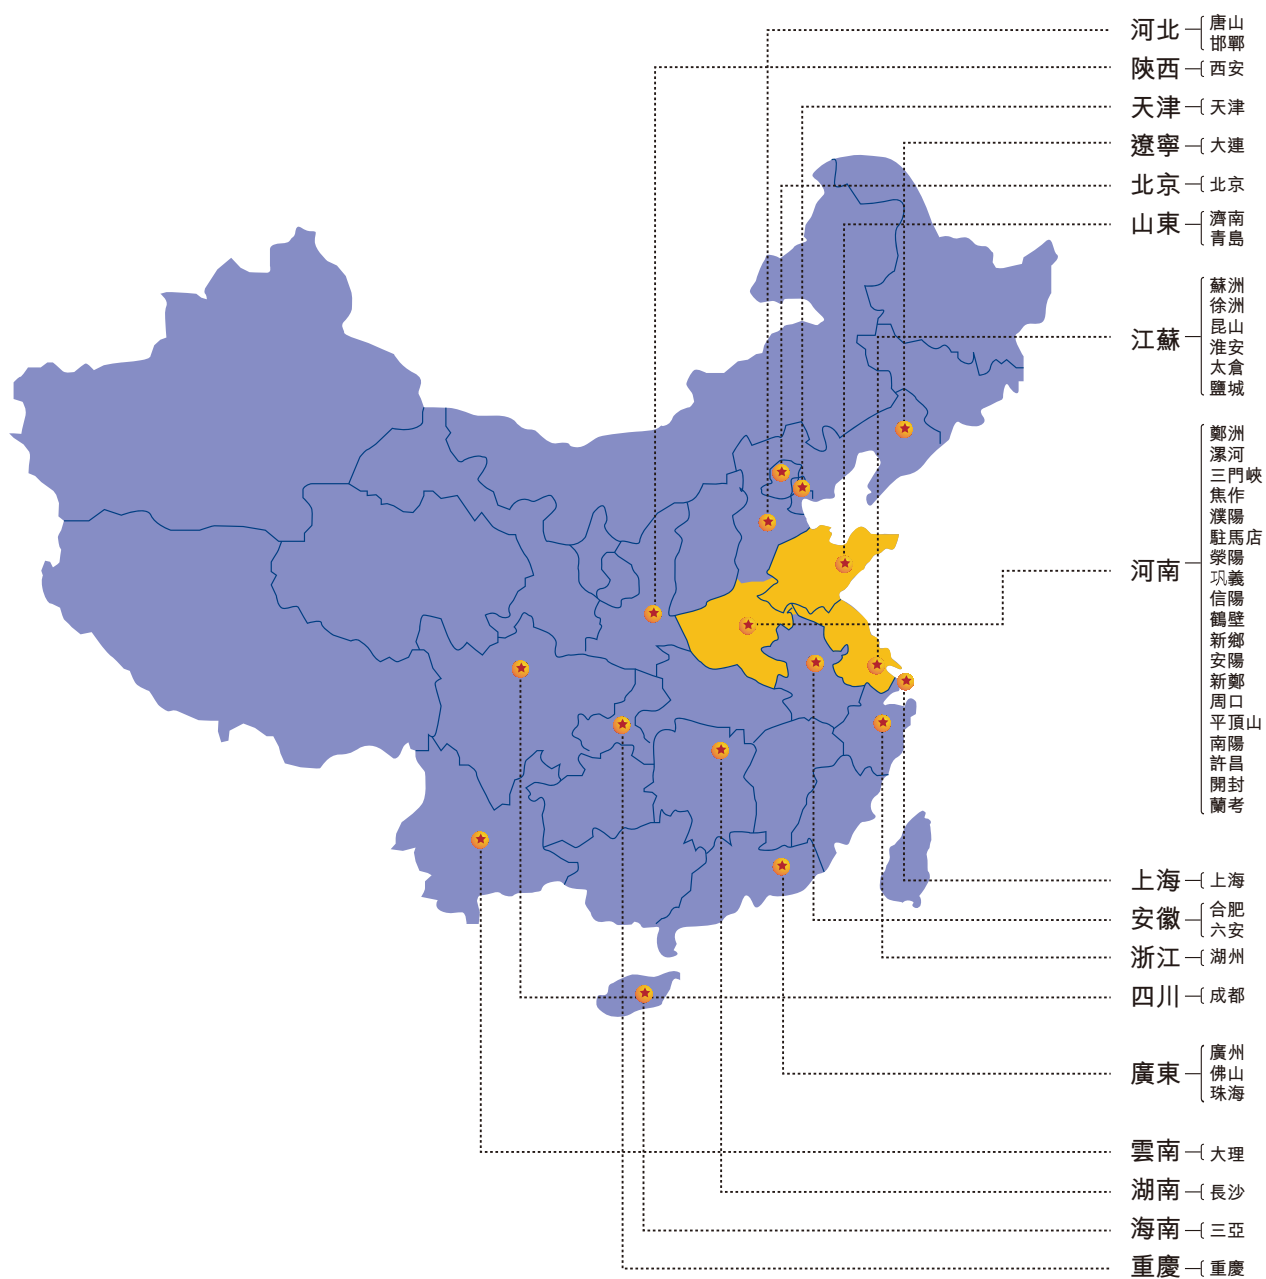 河北
唐山
邯鄲
陝西
西安
天津
天津
遼寧
大連
北京
北京
山東
濟南
青島
江蘇
蘇洲
徐洲
昆山
淮安
太倉
鹽城
河南
鄭洲
漯河
三門峽
焦作
濮陽
駐馬店
滎陽
巩義
信陽
鶴壁
新鄉
安陽
新鄭
周口
平頂山
南陽
許昌
開封
蘭考
上海
上海
安徽
合肥
六安
浙江
湖州
四川
成都
廣東
廣州
佛山
珠海
雲南
大理
湖南
長沙
海南
三亞
重慶
重慶